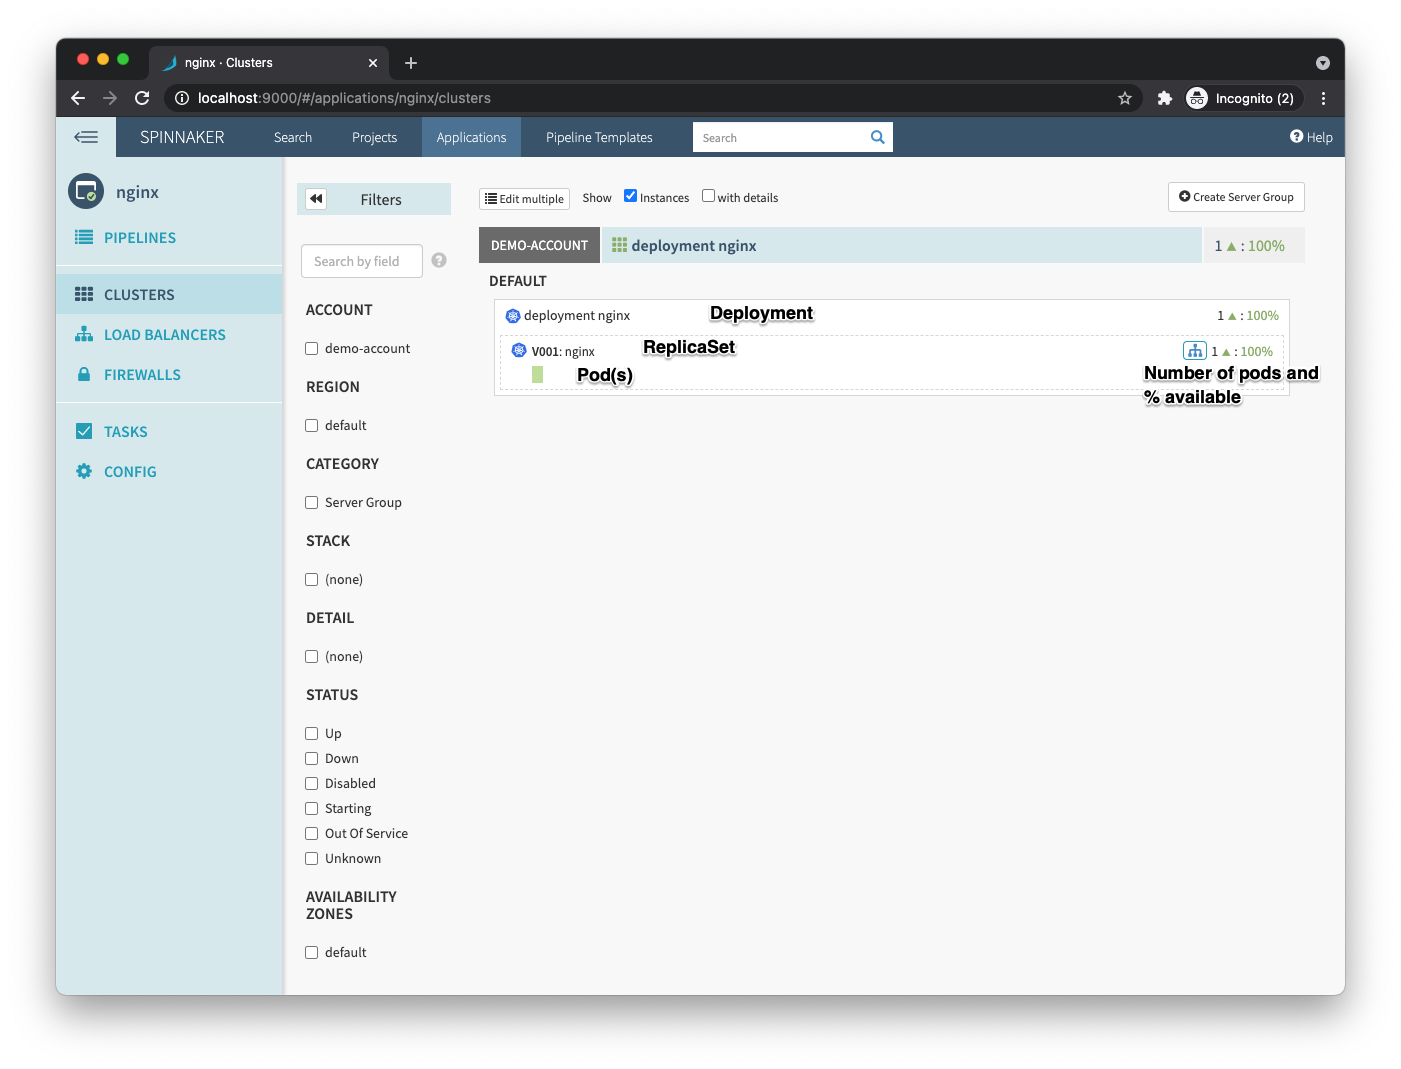 nginx · Clusters
localhost:9000/#/applications/nginx/clusters
Incognito (2)
SPINNAKER
Search
Projects
Applications
Pipeline Templates
Search
Help
nginx
PIPELINES
CLUSTERS
LOAD BALANCERS
FIREWALLS
TASKS
CONFIG
Filters
Search by field
ACCOUNT
demo-account
REGION
default
CATEGORY
Server Group
STACK
(none)
DETAIL
(none)
STATUS
Up
Down
Disabled
Starting
Out Of Service
Unknown
AVAILABILITY
ZONES
default
Edit multiple
Show
Instances
with details
Create Server Group
DEMO-ACCOUNT
deployment nginx
1 ▲ : 100%
DEFAULT
deployment nginx
Deployment
1 ▲ : 100%
V001: nginx
ReplicaSet
1 ▲ : 100%
Pod(s)
Number of pods and
% available